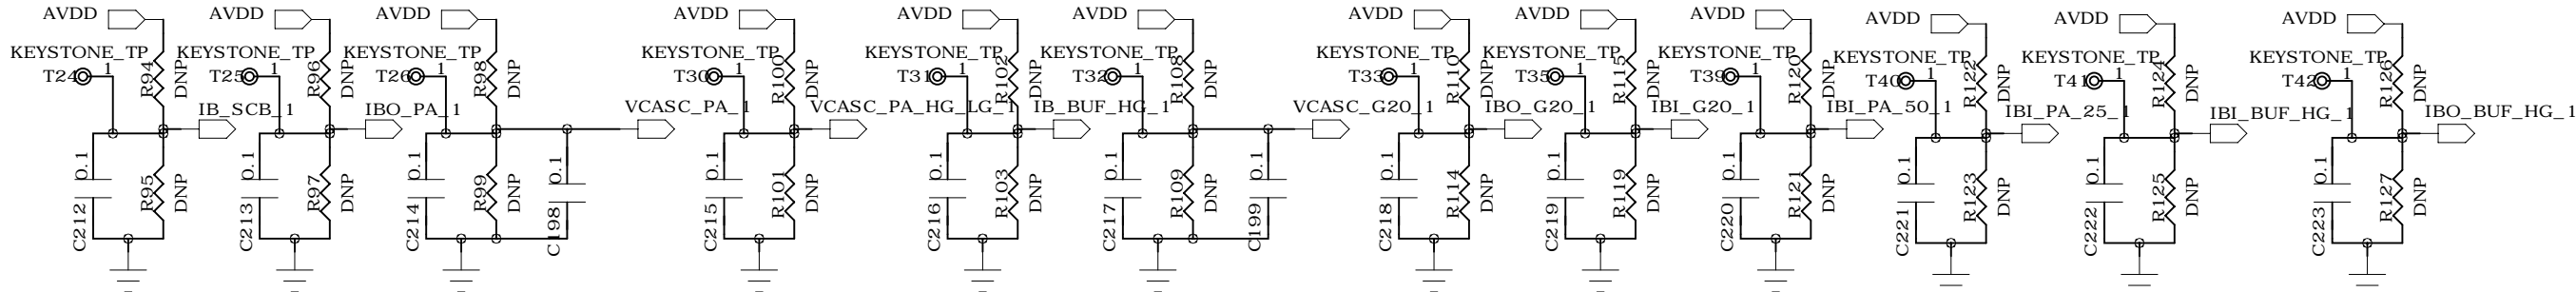 AVDD AVDD AVDD AVDD AVDD AVDD AVDD AVDD AVDD AVDD AVDD AVDD
KEYSTONE_TP KEYSTONE_TP KEYSTONE_TP KEYSTONE_TP KEYSTONE_TP KEYSTONE_TP KEYSTONE_TP KEYSTONE_TP KEYSTONE_TP KEYSTONE_TP KEYSTONE_TP KEYSTONE_TP
T24 1 T25 1 T26 1 T30 1 T31 1 T32 1 T33 1 T35 1 T39 1 T40 1 T41 1 T42 1
R94 DNP R96 DNP R98 DNP R100 DNP R102 DNP R108 DNP R110 DNP R115 DNP R120 DNP R122 DNP R124 DNP R126 DNP
IB_SCB_1 IBO_PA_1 VCASC_PA_1 VCASC_PA_HG_LG_1 IB_BUF_HG_1 VCASC_G20_1 IBO_G20_1 IBI_G20_1 IBI_PA_50_1 IBI_PA_25_1 IBI_BUF_HG_1 IBO_BUF_HG_1
0.1 0.1 0.1 0.1 0.1 0.1 0.1 0.1 0.1 0.1 0.1 0.1 0.1 0.1
R95 DNP R97 DNP R99 DNP R101 DNP R103 DNP R109 DNP R114 DNP R119 DNP R121 DNP R123 DNP R125 DNP R127 DNP
C212 C213 C214 C198 C215 C216 C217 C199 C218 C219 C220 C221 C222 C223